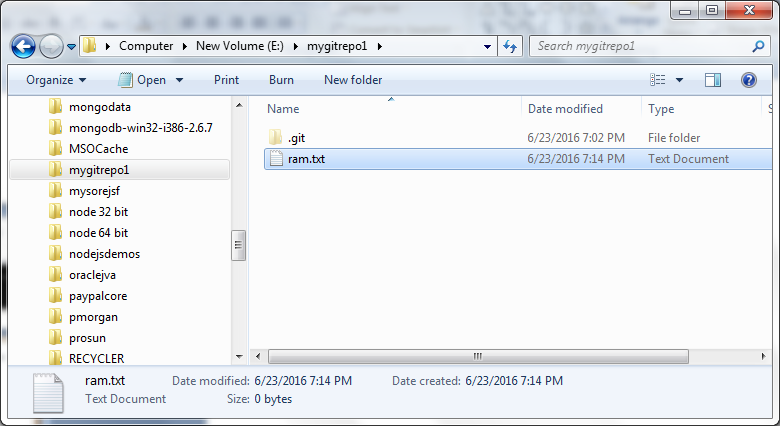 Computer New Volume (E:) mygitrepo1 Search mygitrepo1
Organize Open Print Burn New folder
mongodata
mongodb-win32-i386-2.6.7
MSOCache
mygitrepo1
mysorejsf
node 32 bit
node 64 bit
nodejsdemos
oraclejva
paypalcore
pmorgan
prosun
RECYCLER
Name Date modified Type S
.git 6/23/2016 7:02 PM File folder
ram.txt 6/23/2016 7:14 PM Text Document
ram.txt Date modified: 6/23/2016 7:14 PM Date created: 6/23/2016 7:14 PM
Text Document Size: 0 bytes